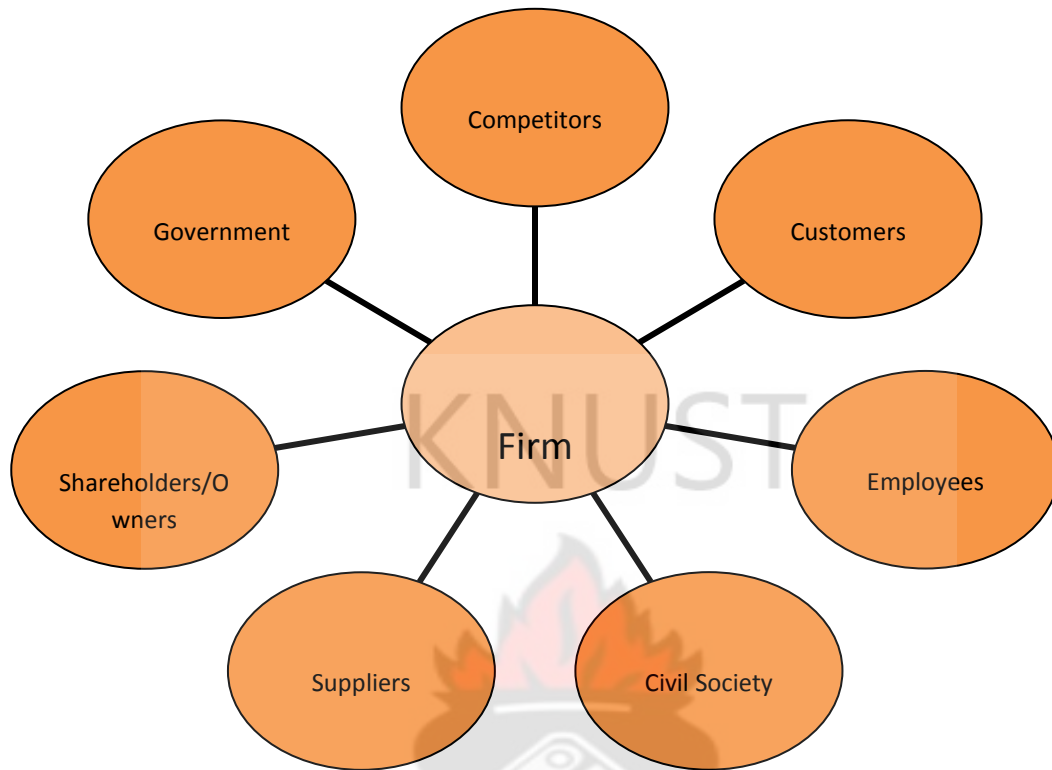 Competitors
Government
Customers
KNUST
Firm
Shareholders/O
wners
Employees
Suppliers
Civil Society